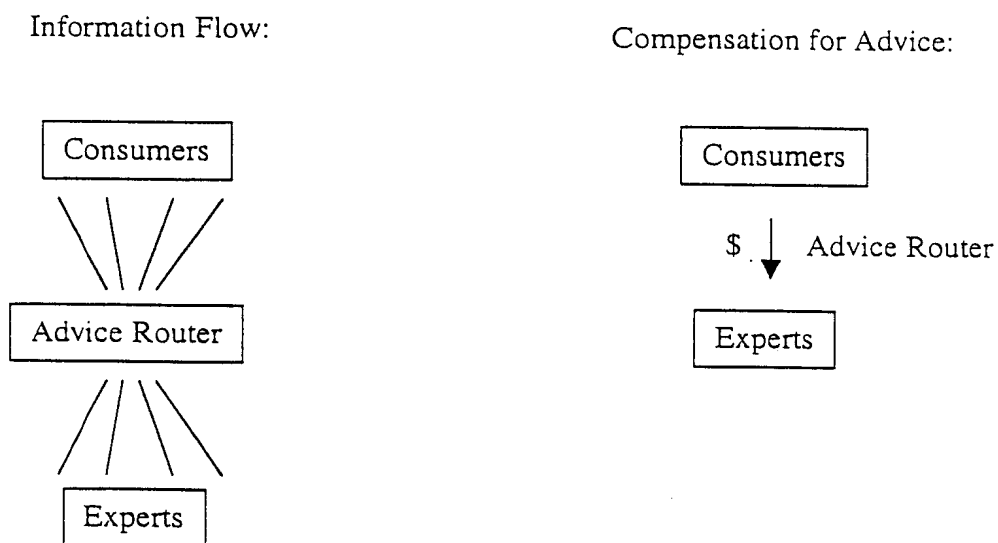 Information Flow:
Consumers
Advice Router
Experts
Compensation for Advice:
Consumers
$ Advice Router
Experts